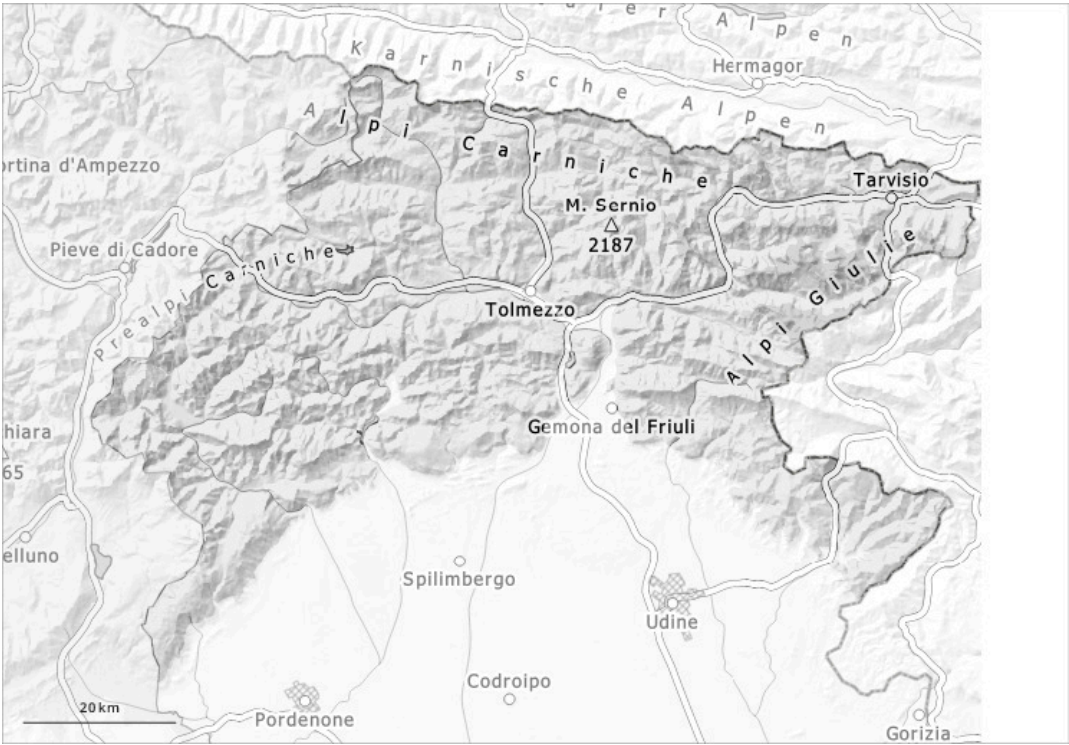 Alpen
Karnische Alpen
Hermagor
Alpi Carniche
ortina d'Ampezzo
Tarvisio
M. Sernio
2187
Pieve di Cadore
Prealpi Carniche
Alpi Giulie
Tolmezzo
Gemona del Friuli
hiara
65
elluno
Spilimbergo
Udine
Codroipo
20km
Pordenone
Gorizia